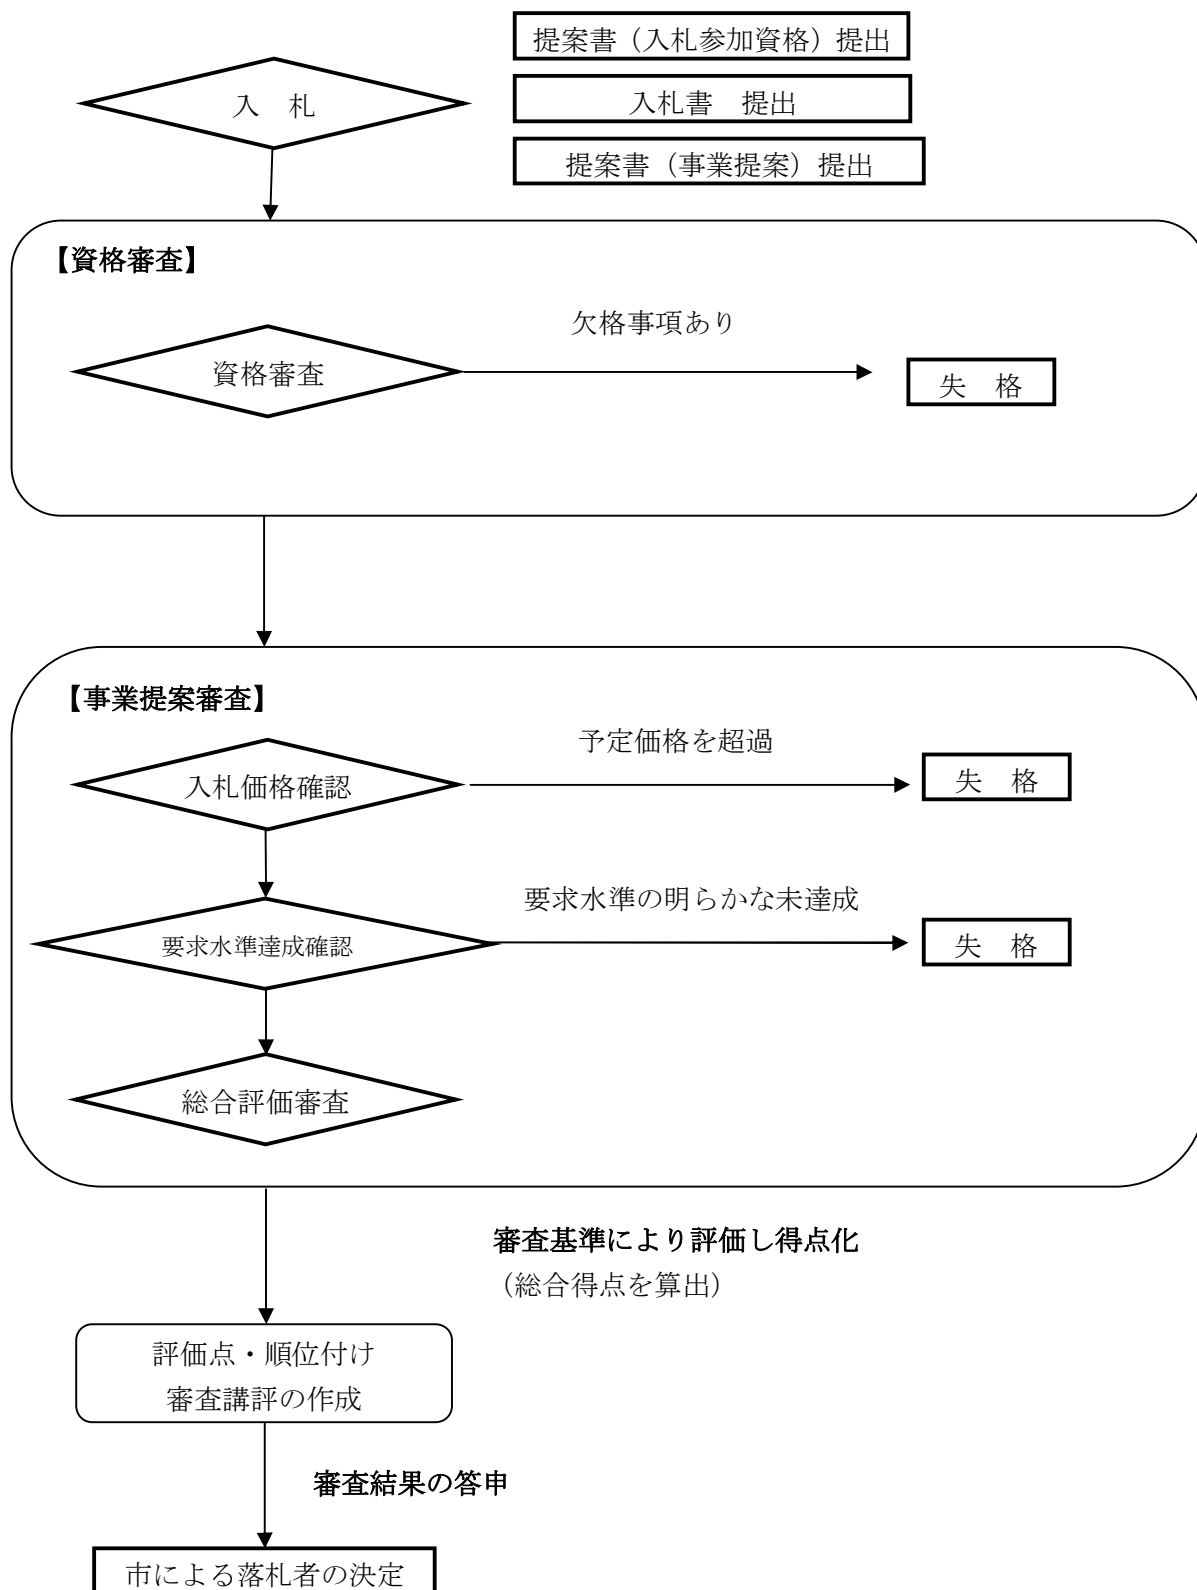 提案書（入札参加資格）提出
入　札
入札書　提出
提案書（事業提案）提出
【資格審査】
欠格事項あり
資格審査
失　格
【事業提案審査】
予定価格を超過
入札価格確認
失　格
要求水準の明らかな未達成
要求水準達成確認
失　格
総合評価審査
審査基準により評価し得点化
（総合得点を算出）
評価点・順位付け
審査講評の作成
審査結果の答申
市による落札者の決定